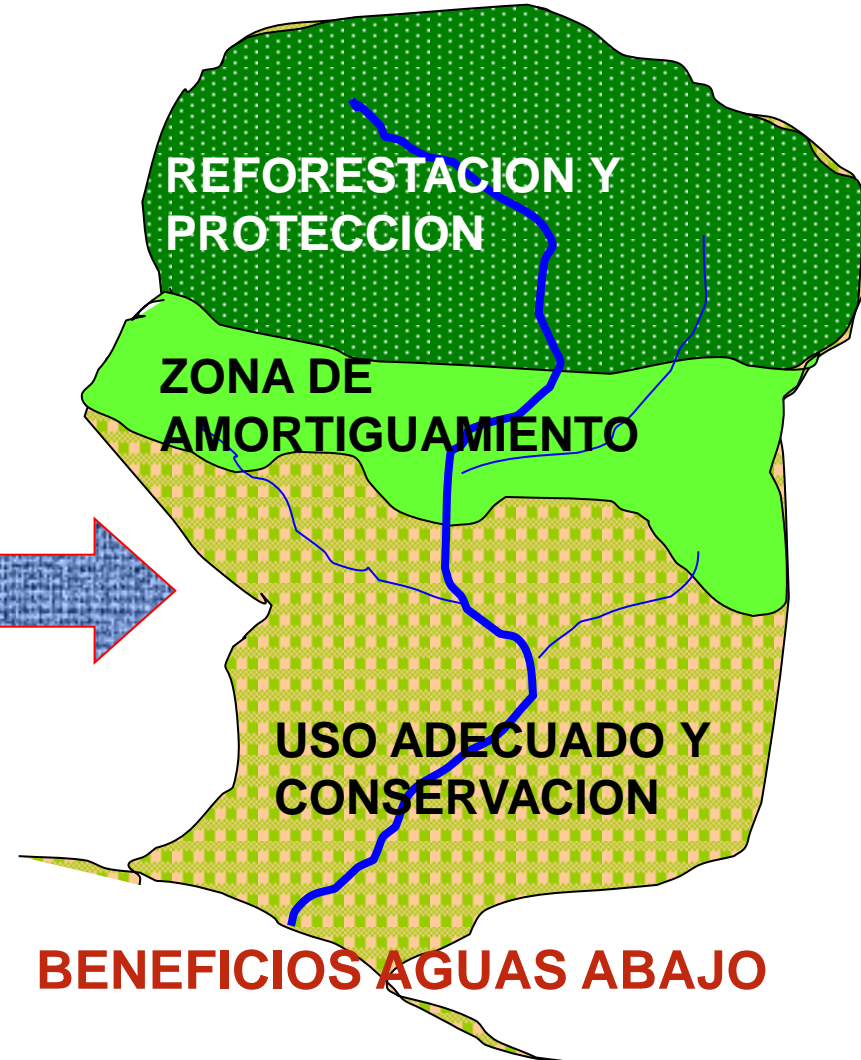 REFORESTACION Y
PROTECCION
ZONA DE
AMORTIGUAMIENTO
USO ADECUADO Y
CONSERVACION
BENEFICIOS AGUAS ABAJO